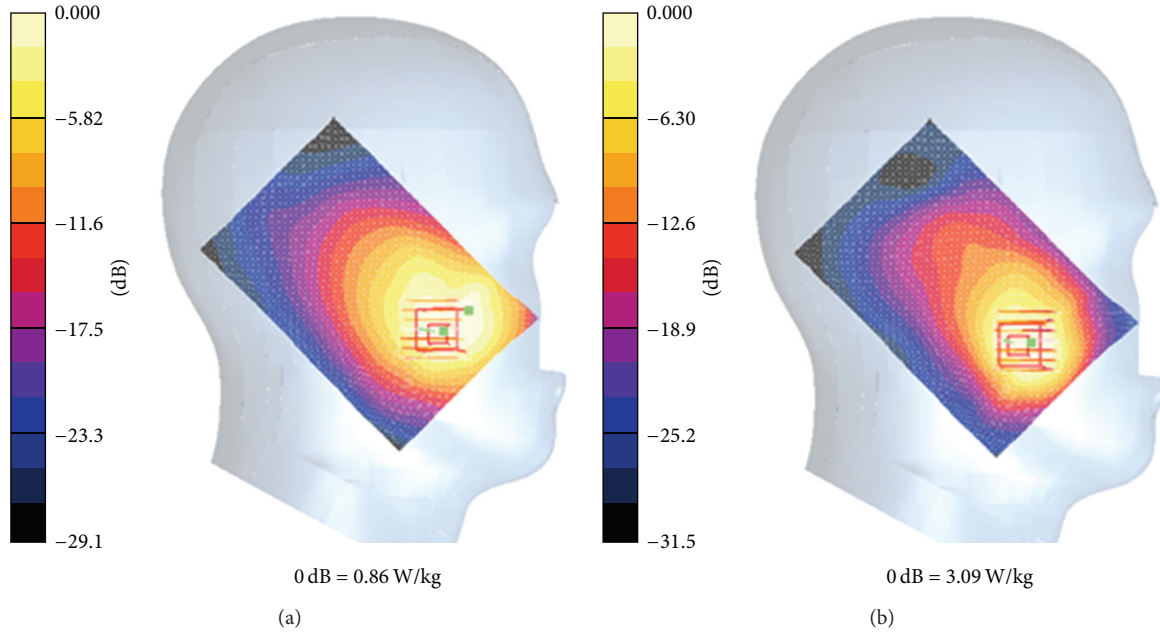 0.000
−5.82
−11.6
−17.5
−23.3
−29.1
(dB)
0 dB = 0.86 W/kg
(a)
0.000
−6.30
−12.6
−18.9
−25.2
−31.5
(dB)
0 dB = 3.09 W/kg
(b)